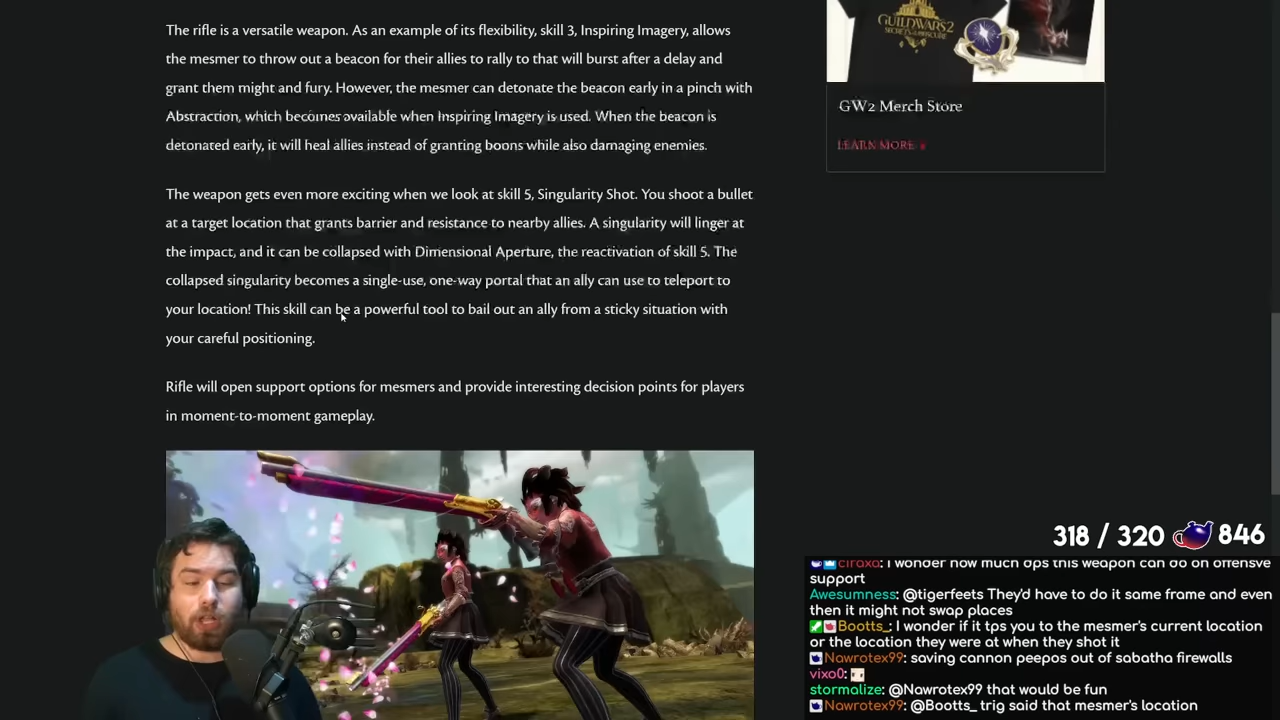 The rifle is a versatile weapon. As an example of its flexibility, skill 3, Inspiring Imagery, allows
the mesmer to throw out a beacon for their allies to rally to that will burst after a delay and
grant them might and fury. However, the mesmer can detonate the beacon early in a pinch with
Abstraction, which becomes available when Inspiring Imagery is used. When the beacon is
detonated early, it will heal allies instead of granting boons while also damaging enemies.
The weapon gets even more exciting when we look at skill 5, Singularity Shot. You shoot a bullet
at a target location that grants barrier and resistance to nearby allies. A singularity will linger at
the impact, and it can be collapsed with Dimensional Aperture, the reactivation of skill 5. The
collapsed singularity becomes a single-use, one-way portal that an ally can use to teleport to
your location! This skill can be a powerful tool to bail out an ally from a sticky situation with
your careful positioning.
Rifle will open support options for mesmers and provide interesting decision points for players
in moment-to-moment gameplay.
GUILD WARS 2
GW2 Merch Store
LEARN MORE
318 / 320 846
ciraxa: I wonder how much dps this weapon can do on offensive
support
Awesumness: @tigerfeets They'd have to do it same frame and even
then it might not swap places
Bootts_: I wonder if it tps you to the mesmer's current location
or the location they were at when they shot it
Nawrotex99: saving cannon peepos out of sabatha firewalls
vixo0:
stormalize: @Nawrotex99 that would be fun
Nawrotex99: @Bootts_ trig said that mesmer's location